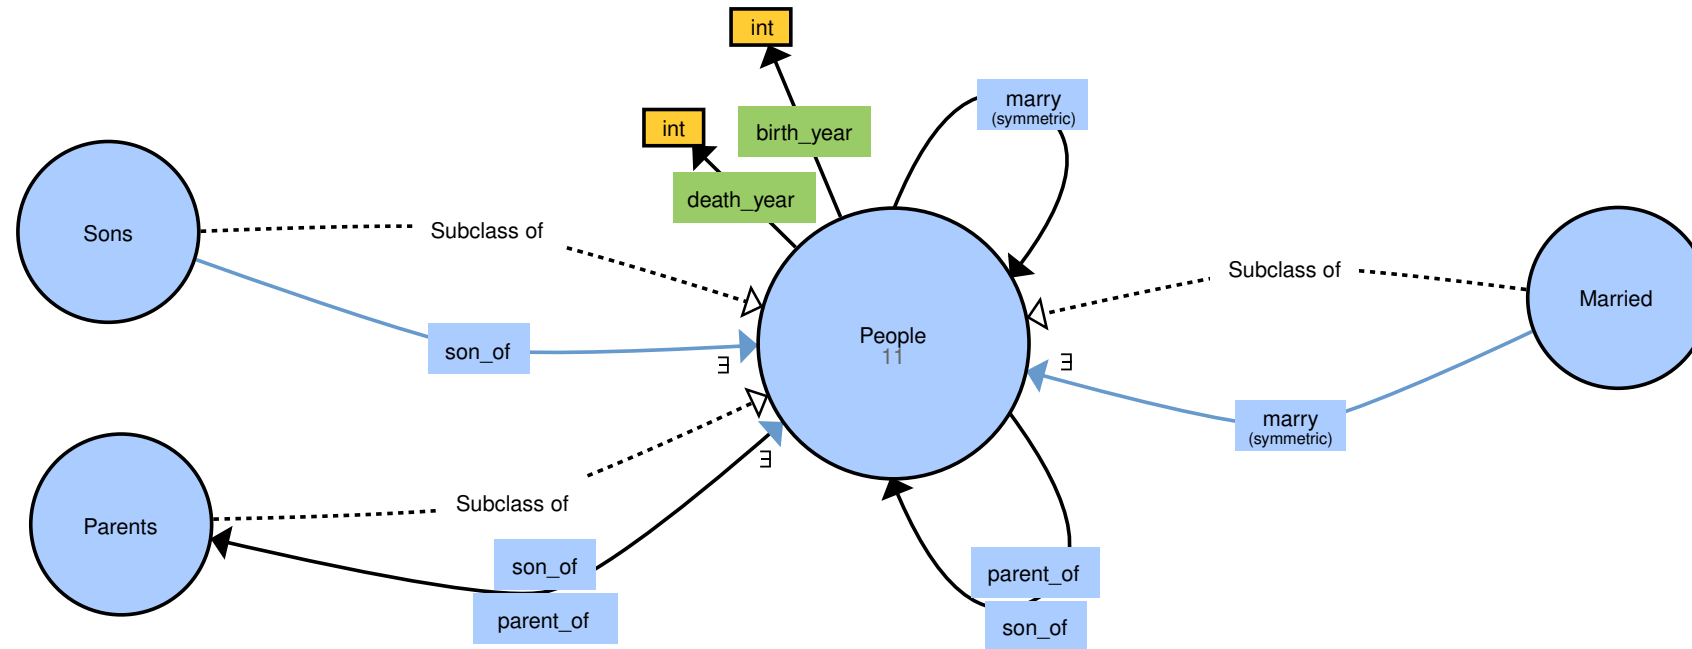 int
marry
(symmetric)
int
birth_year
death_year
Sons
Subclass of
Subclass of
Married
People
11
son_of
∃
∃
marry
(symmetric)
∃
Subclass of
Parents
son_of
parent_of
parent_of
son_of